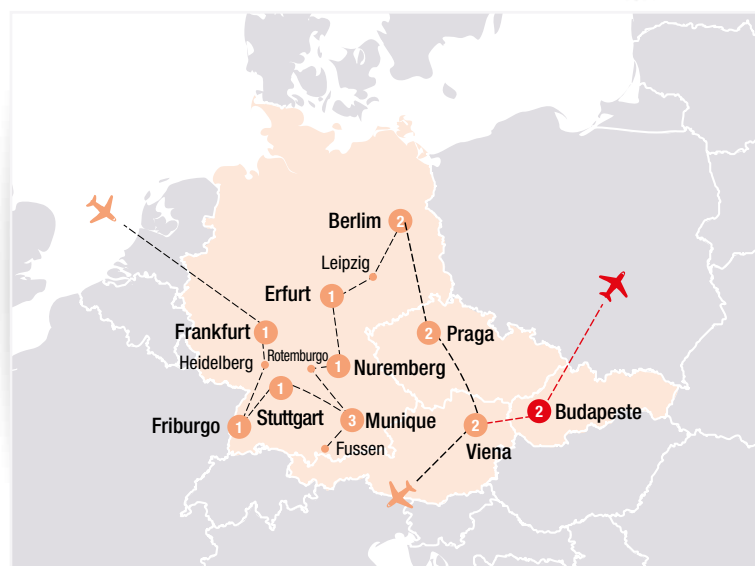 Berlim
2
Leipzig
Erfurt
1
Frankfurt
1
2
Praga
Heidelberg
Rotemburgo
1
Nuremberg
1
Stuttgart
Friburgo
1
3
Munique
2
Budapeste
2
Viena
Fussen